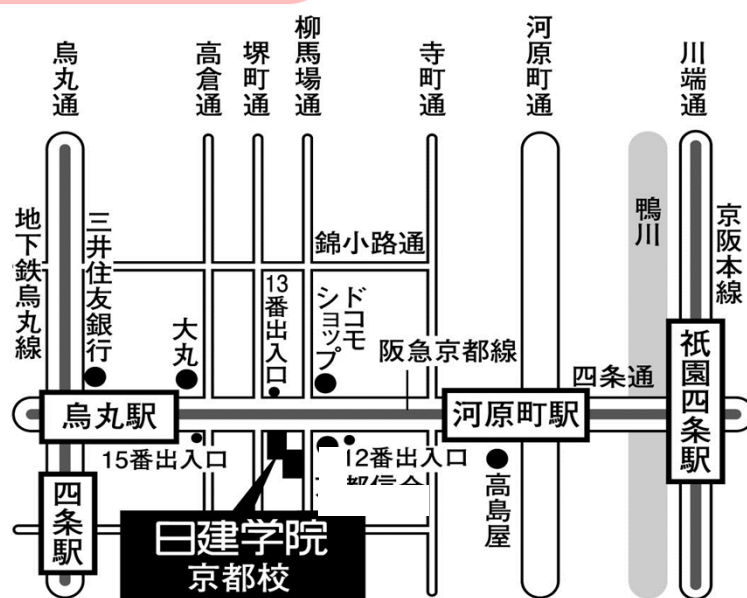 烏丸通
高倉通
堺町通
柳馬場通
寺町通
河原町通
川端通
地下鉄烏丸線
三井住友銀行
大丸
13番出入口
ドコモ
ショップ
錦小路通
阪急京都線
四条通
鴨川
京阪本線
烏丸駅
河原町駅
祇園四条駅
15番出入口
12番出入口
高島屋
四条駅
日建学院
京都校